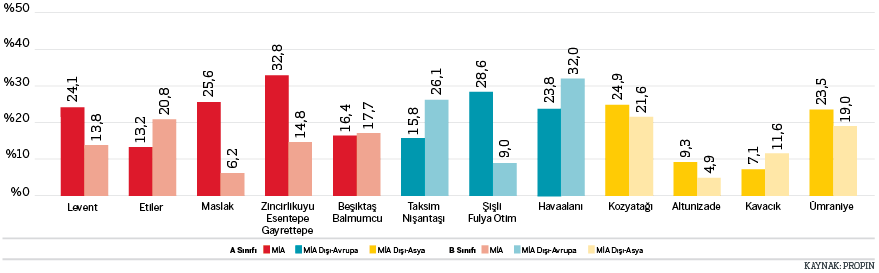 %50
%40
%30
%20
%10
%0
24,1
13,8
13,2
20,8
25,6
6,2
32,8
14,8
16,4
17,7
15,8
26,1
28,6
9,0
23,8
32,0
24,9
21,6
9,3
4,9
7,1
11,6
23,5
19,0
Levent
Etiler
Maslak
Zincirlikuyu
Esentepe
Gayrettepe
Beşiktaş
Balmumcu
Taksim
Nişantaşı
Şişli
Fulya Otim
Havaalanı
Kozyatağı
Altunizade
Kavacık
Ümraniye
A Sınıfı MİA MİA Dışı-Avrupa MİA Dışı-Asya B Sınıfı MİA MİA Dışı-Avrupa MİA Dışı-Asya
KAYNAK: PROPIN